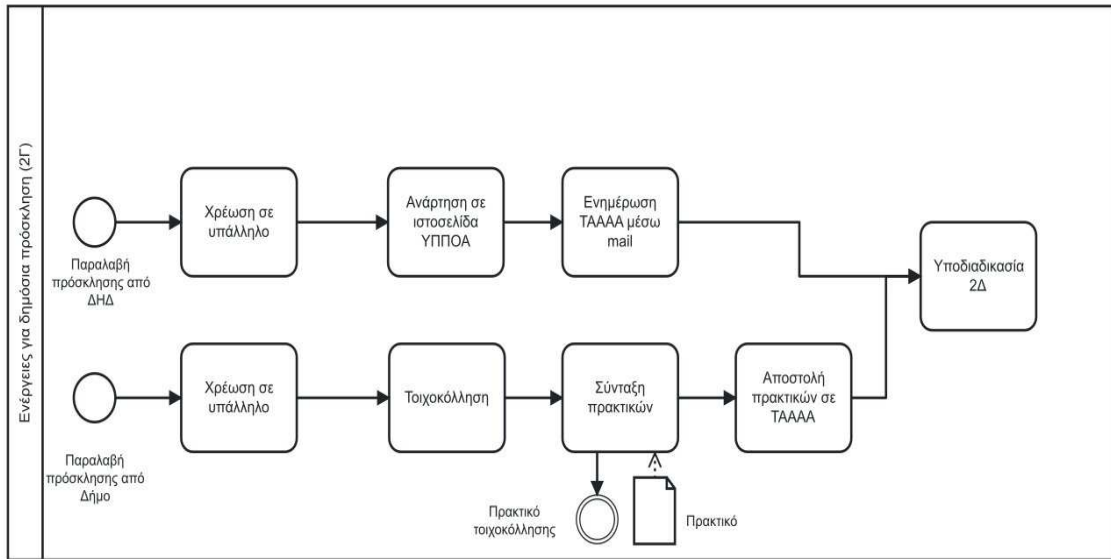 Ενέργειες για δημόσια πρόσκληση (2Γ)
Παραλαβή
πρόσκλησης από
ΔΗΔ
Χρέωση σε
υπάλληλο
Ανάρτηση σε
ιστοσελίδα
ΥΠΠΟΑ
Ενημέρωση
ΤΑΑΑΑ μέσω
mail
Υποδιαδικασία
2Δ
Παραλαβή
πρόσκλησης από
Δήμο
Χρέωση σε
υπάλληλο
Τοιχοκόλληση
Σύνταξη
πρακτικών
Αποστολή
πρακτικών σε
ΤΑΑΑΑ
Πρακτικό
τοιχοκόλλησης
Πρακτικό